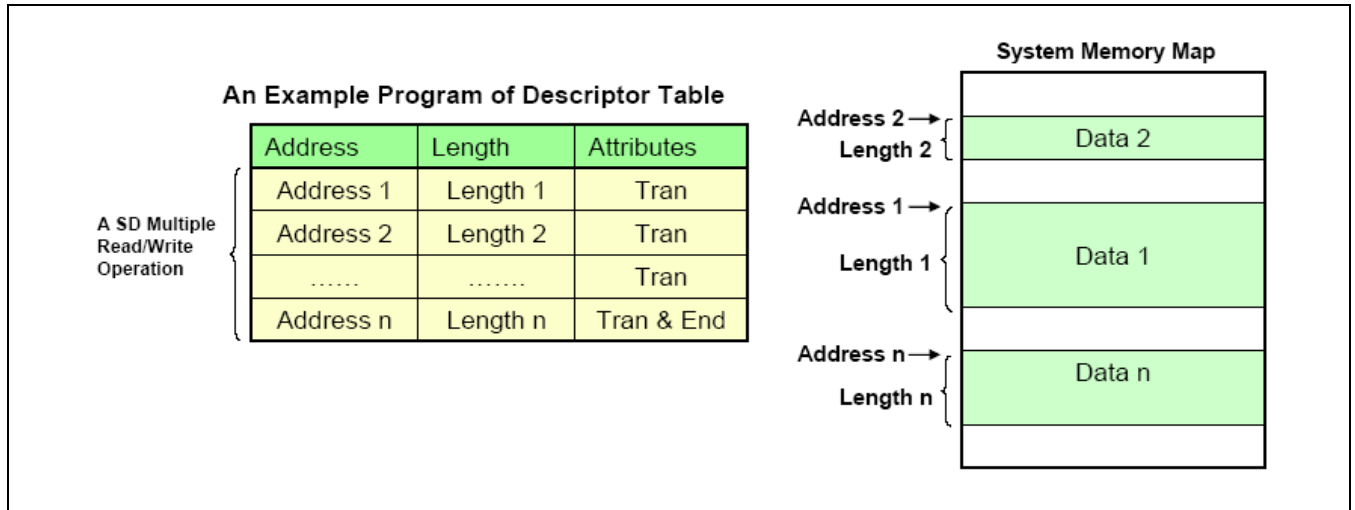 An Example Program of Descriptor Table
Address Length Attributes
Address 1 Length 1 Tran
Address 2 Length 2 Tran
...... ....... Tran
Address n Length n Tran & End
A SD Multiple
Read/Write
Operation
System Memory Map
Address 2
Length 2
Data 2
Address 1
Length 1
Data 1
Address n
Length n
Data n